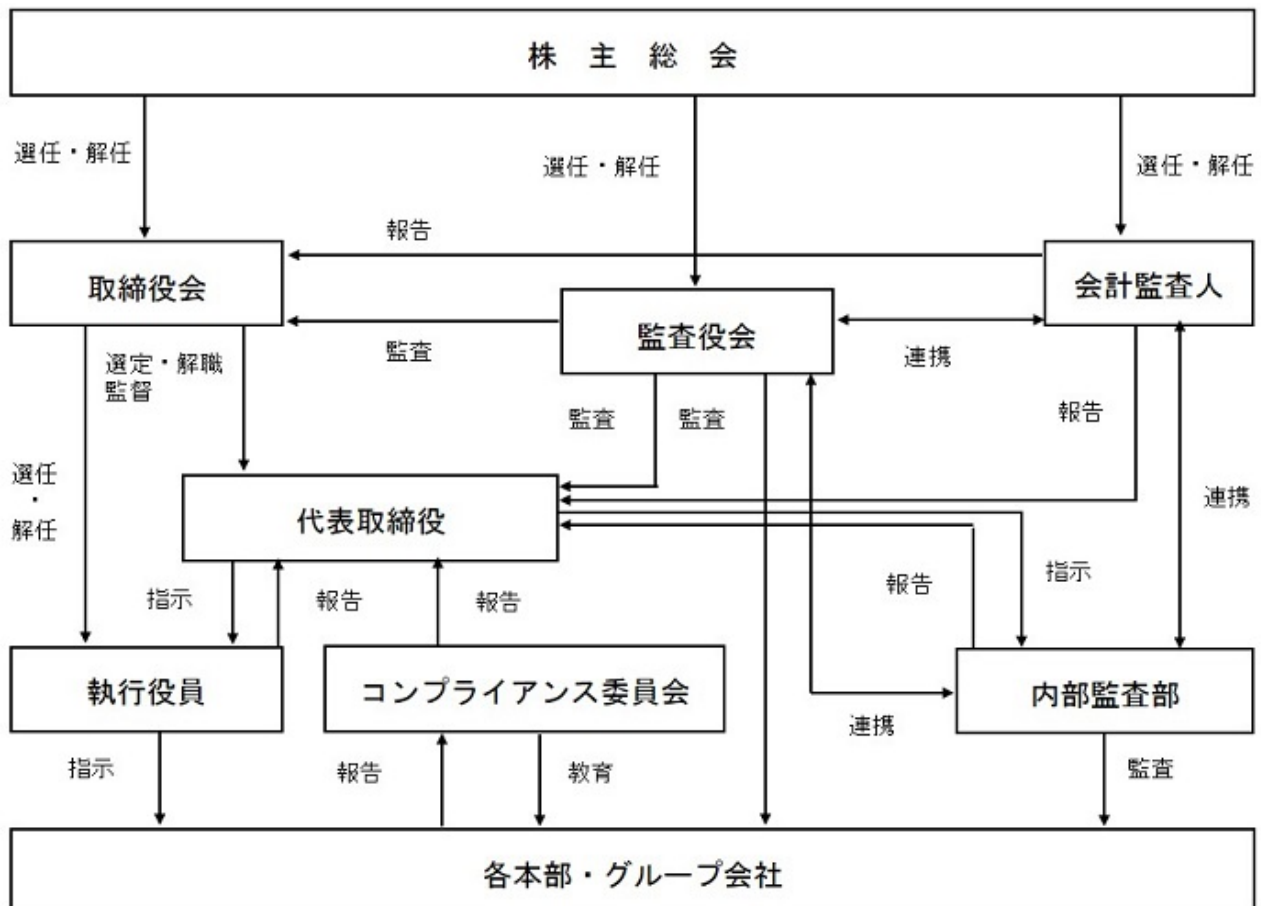 株 主 総 会
選任・解任
選任・解任
選任・解任
報告
取締役会
会計監査人
監査役会
監査
連携
選定・解職
監督
監査
監査
報告
選任
・
解任
連携
代表取締役
指示
報告
報告
報告
指示
執行役員
コンプライアンス委員会
内部監査部
連携
指示
報告
教育
監査
各本部・グループ会社